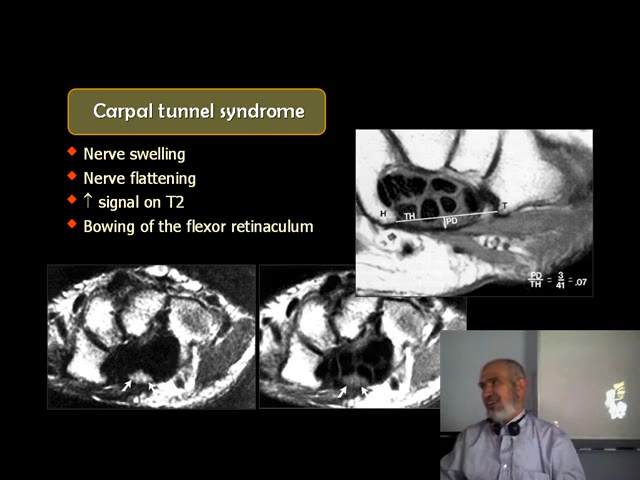 Carpal tunnel syndrome
Nerve swelling
Nerve flattening
↑ signal on T2
Bowing of the flexor retinaculum
H TH PD T
PD/TH = 3/41 = .07